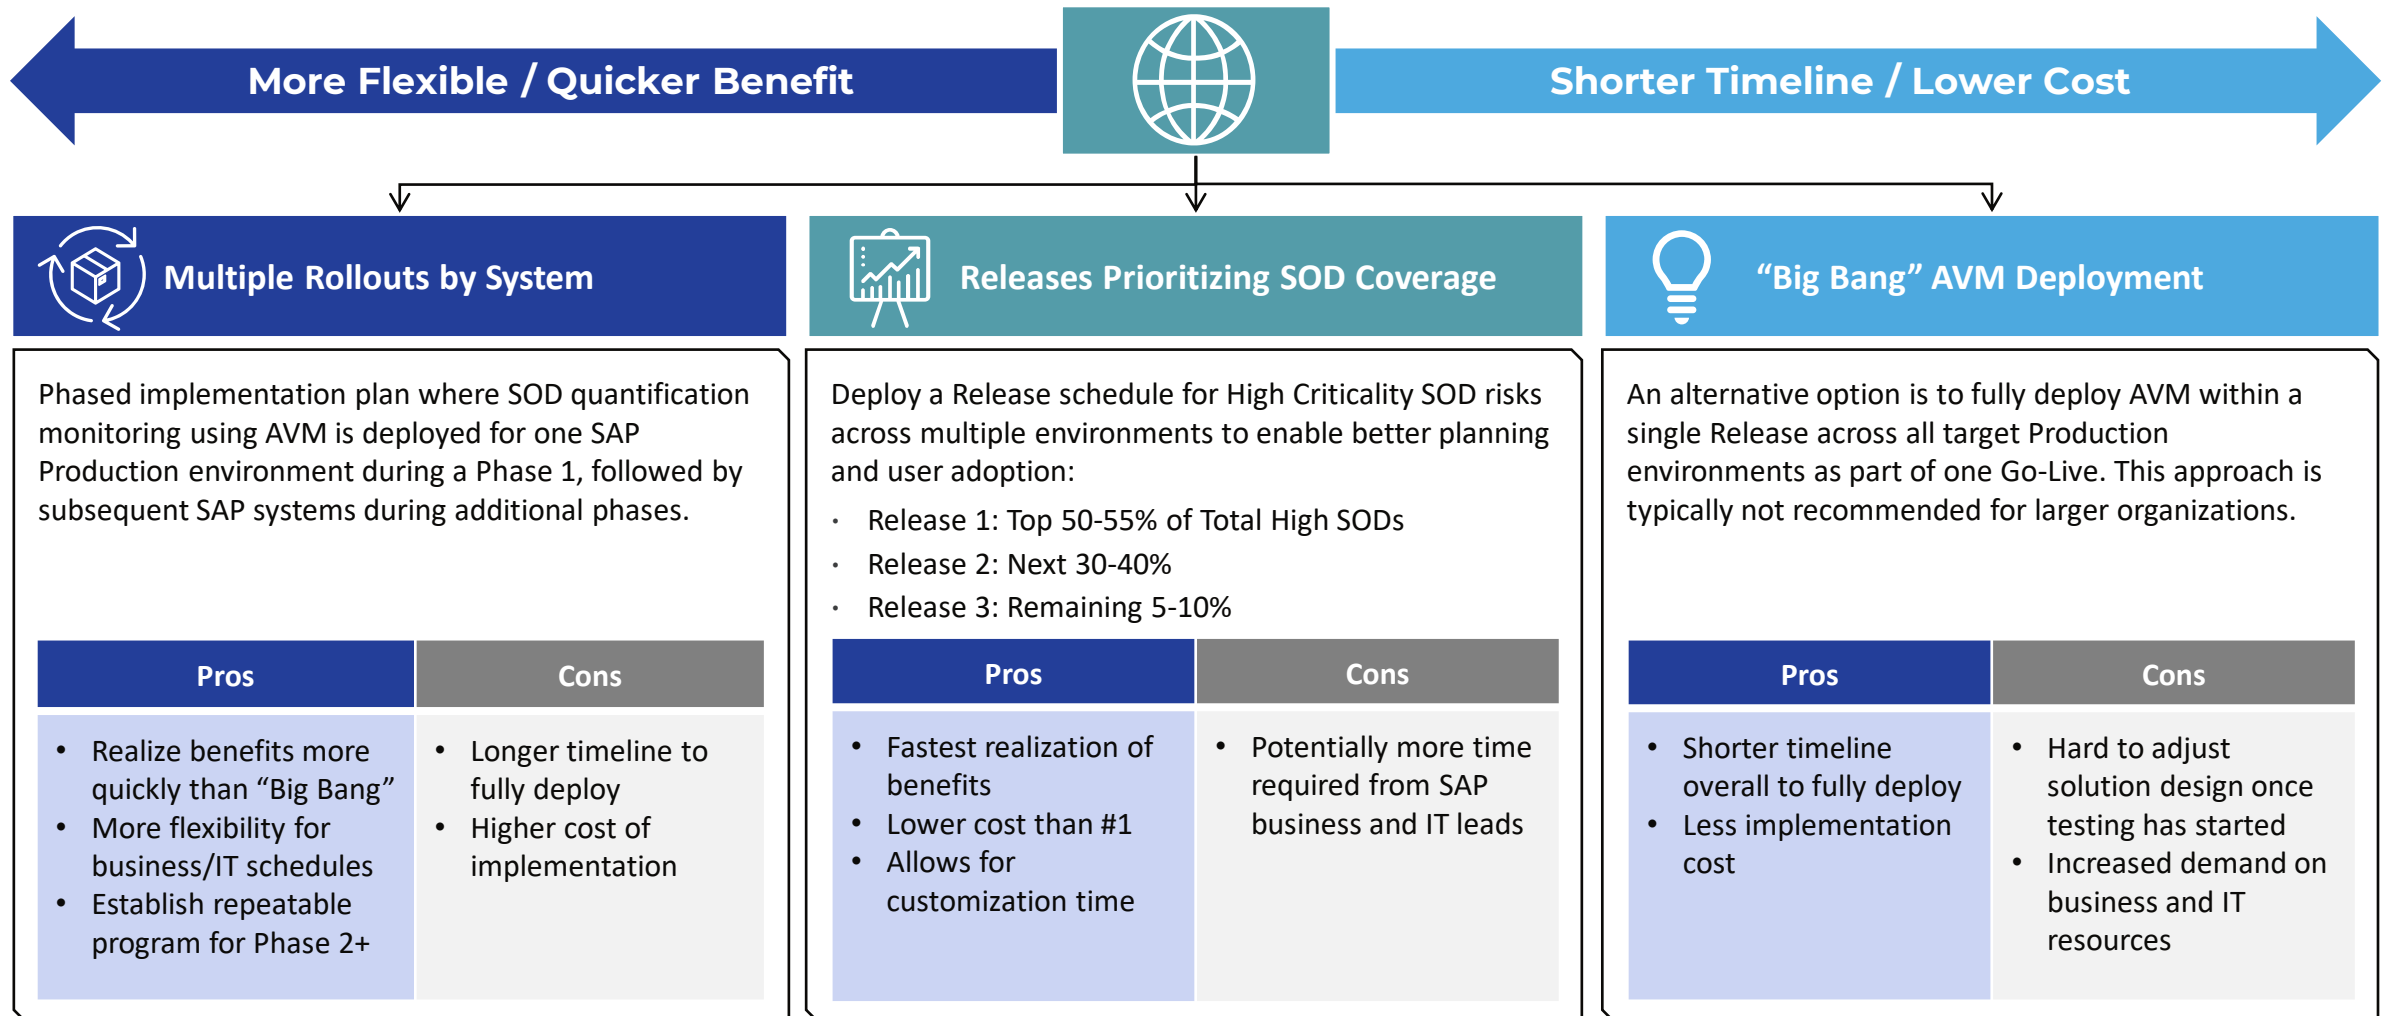 More Flexible / Quicker Benefit
Shorter Timeline / Lower Cost
Multiple Rollouts by System
Phased implementation plan where SOD quantification
monitoring using AVM is deployed for one SAP
Production environment during a Phase 1, followed by
subsequent SAP systems during additional phases.
Pros
Cons
• Realize benefits more
quickly than “Big Bang”
• More flexibility for
business/IT schedules
• Establish repeatable
program for Phase 2+
• Longer timeline to
fully deploy
• Higher cost of
implementation
Releases Prioritizing SOD Coverage
Deploy a Release schedule for High Criticality SOD risks
across multiple environments to enable better planning
and user adoption:
· Release 1: Top 50-55% of Total High SODs
· Release 2: Next 30-40%
· Release 3: Remaining 5-10%
Pros
Cons
• Fastest realization of
benefits
• Lower cost than #1
• Allows for
customization time
• Potentially more time
required from SAP
business and IT leads
“Big Bang” AVM Deployment
An alternative option is to fully deploy AVM within a
single Release across all target Production
environments as part of one Go-Live. This approach is
typically not recommended for larger organizations.
Pros
Cons
• Shorter timeline
overall to fully deploy
• Less implementation
cost
• Hard to adjust
solution design once
testing has started
• Increased demand on
business and IT
resources